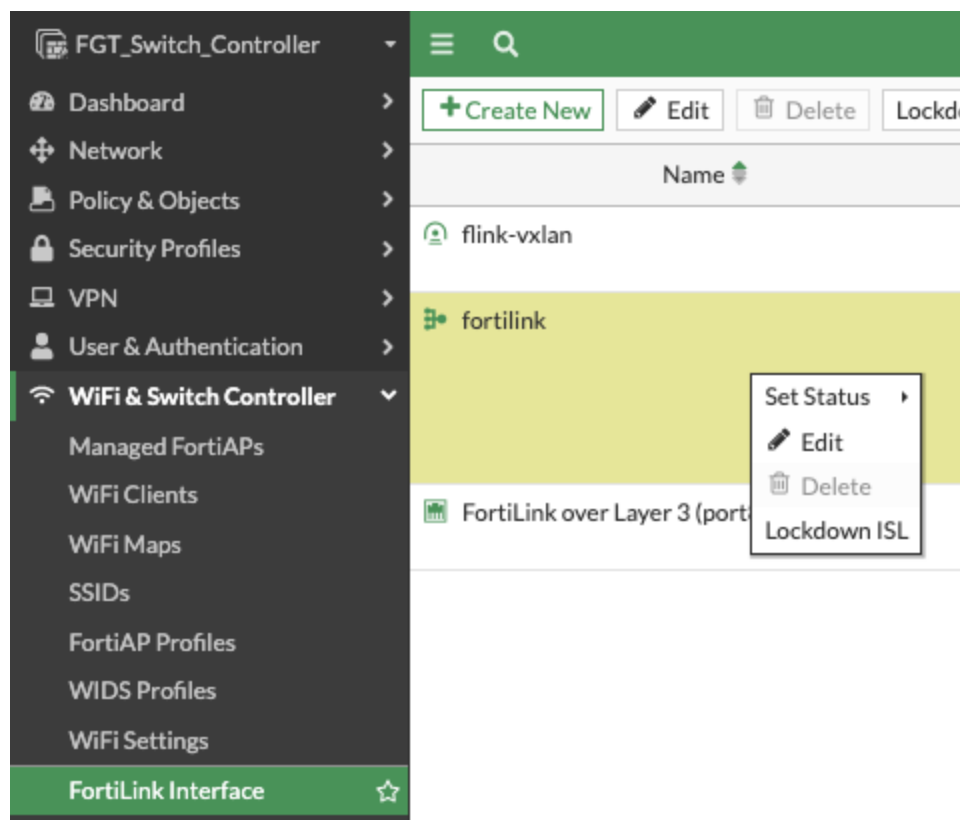 FGT_Switch_Controller
Dashboard
Network
Policy & Objects
Security Profiles
VPN
User & Authentication
WiFi & Switch Controller
Managed FortiAPs
WiFi Clients
WiFi Maps
SSIDs
FortiAP Profiles
WIDS Profiles
WiFi Settings
FortiLink Interface
Create New Edit Delete
Name
flink-vxlan
fortilink
FortiLink over Layer 3
Set Status
Edit
Delete
Lockdown ISL